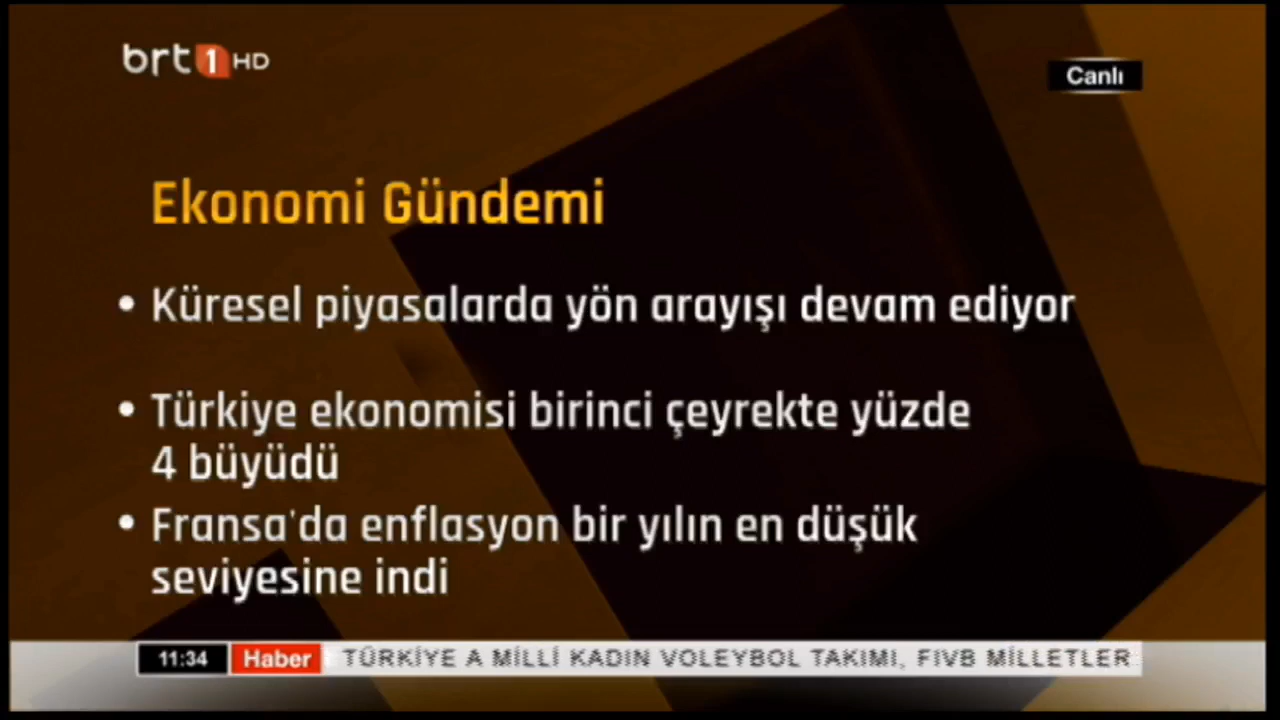 brt 1 HD
Canlı
Ekonomi Gündemi
• Küresel piyasalarda yön arayışı devam ediyor
• Türkiye ekonomisi birinci çeyrekte yüzde
4 büyüdü
• Fransa'da enflasyon bir yılın en düşük
seviyesine indi
11:34 Haber TÜRKİYE A MİLLİ KADIN VOLEYBOL TAKIMI, FIVB MİLLETLER